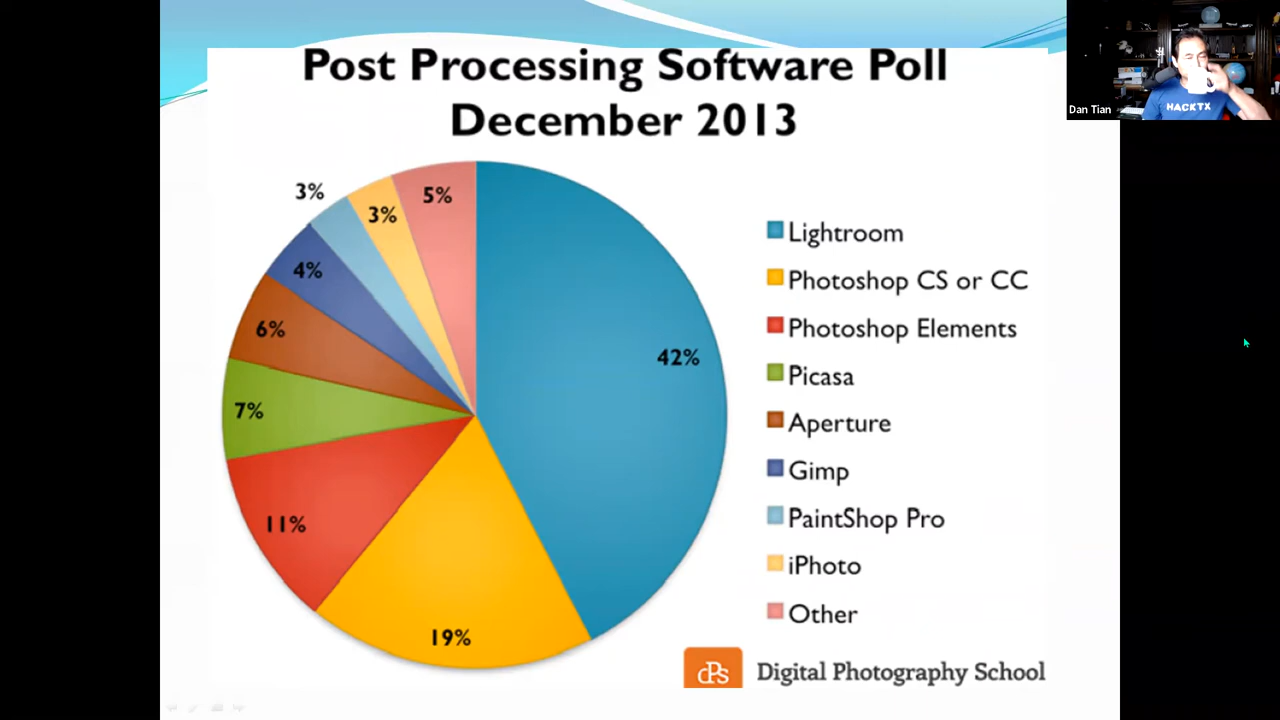 Post Processing Software Poll
December 2013
3%
3%
5%
4%
6%
7%
11%
19%
42%
Lightroom
Photoshop CS or CC
Photoshop Elements
Picasa
Aperture
Gimp
PaintShop Pro
iPhoto
Other
dPs
Digital Photography School
HACKTX
Dan Tian